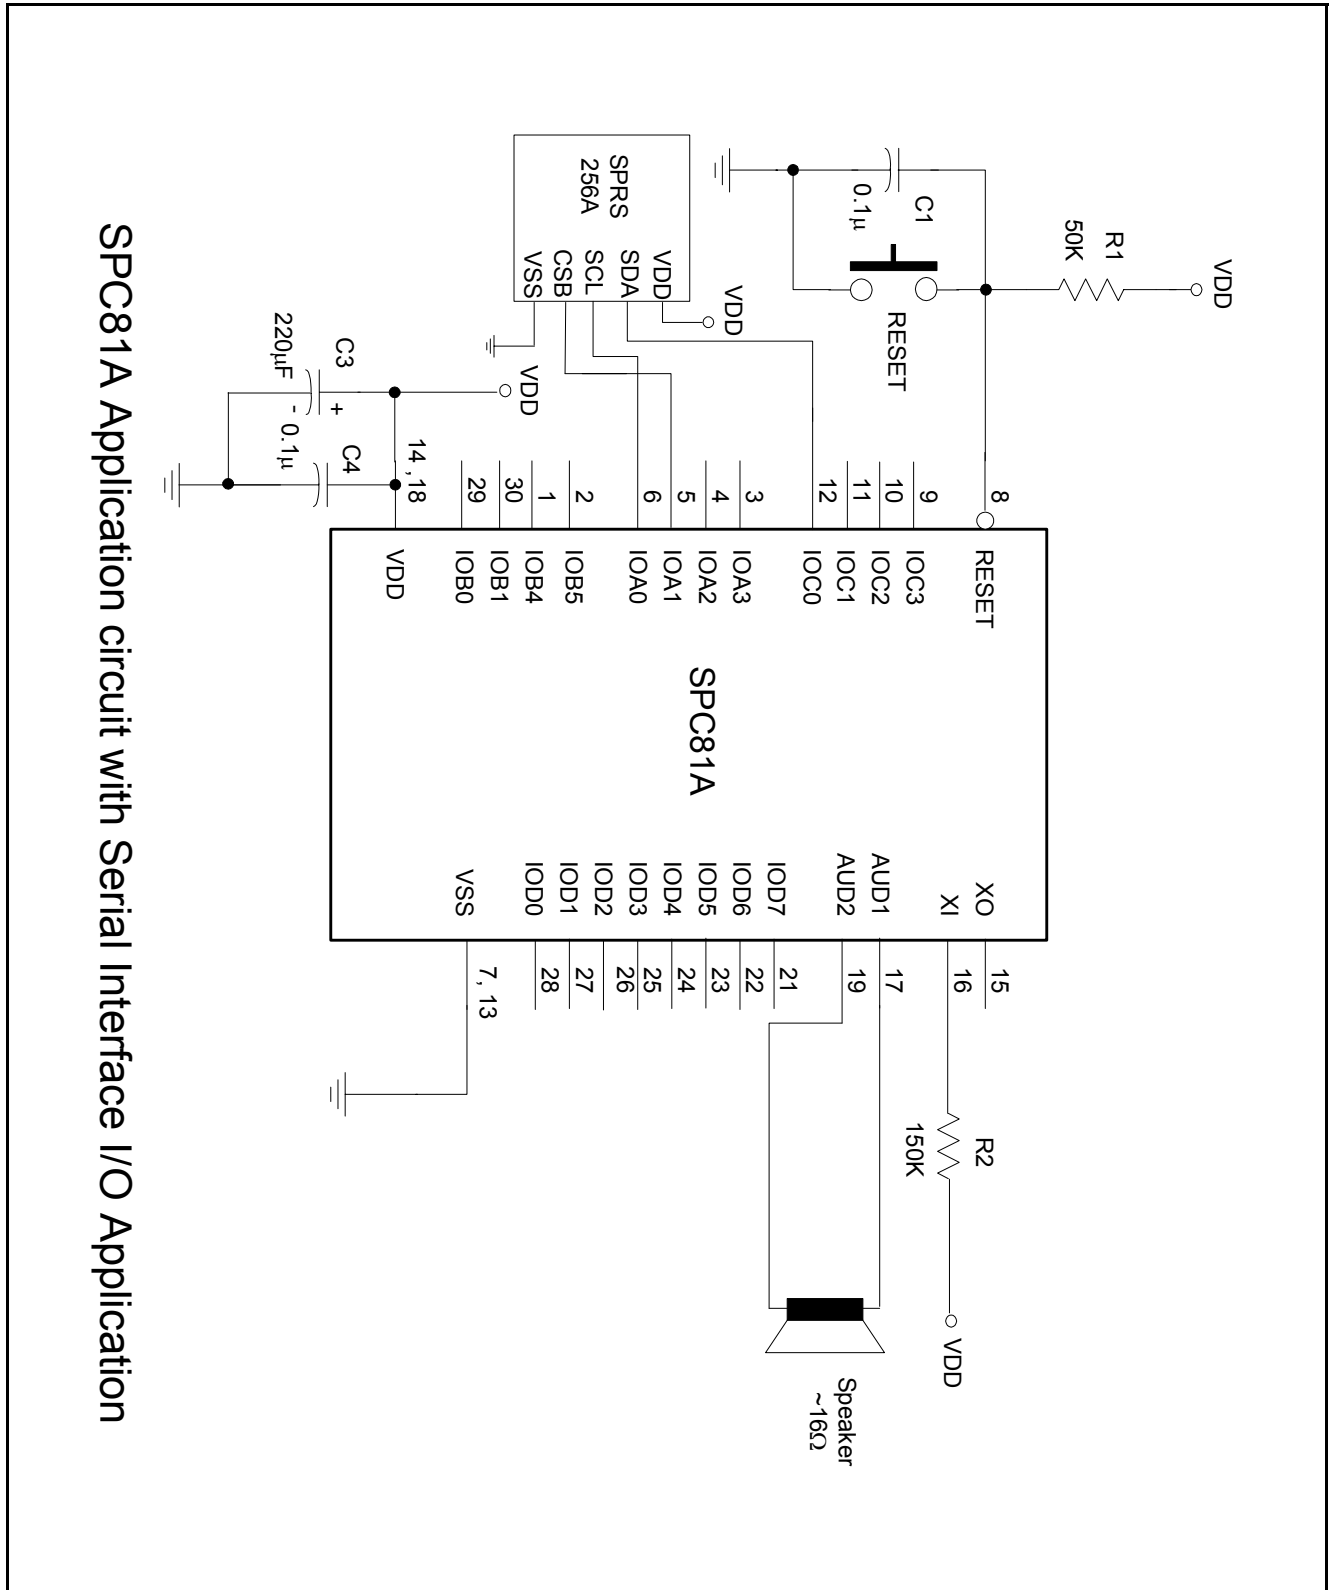 VDD
R1
50K
C1
0.1μ
RESET
SPRS
256A
VDD
SDA
SCL
CSB
VSS
VDD
VDD
C3
220μF
+
-
C4
0.1μ
8
9
10
11
12
3
4
5
6
2
1
30
29
14 ,18
RESET
IOC3
IOC2
IOC1
IOC0
IOA3
IOA2
IOA1
IOA0
IOB5
IOB4
IOB1
IOB0
VDD
SPC81A
XO
XI
AUD1
AUD2
IOD7
IOD6
IOD5
IOD4
IOD3
IOD2
IOD1
IOD0
VSS
15
16
17
19
21
22
23
24
25
26
27
28
7, 13
R2
150K
VDD
Speaker
~16Ω
SPC81A Application circuit with Serial Interface I/O Application